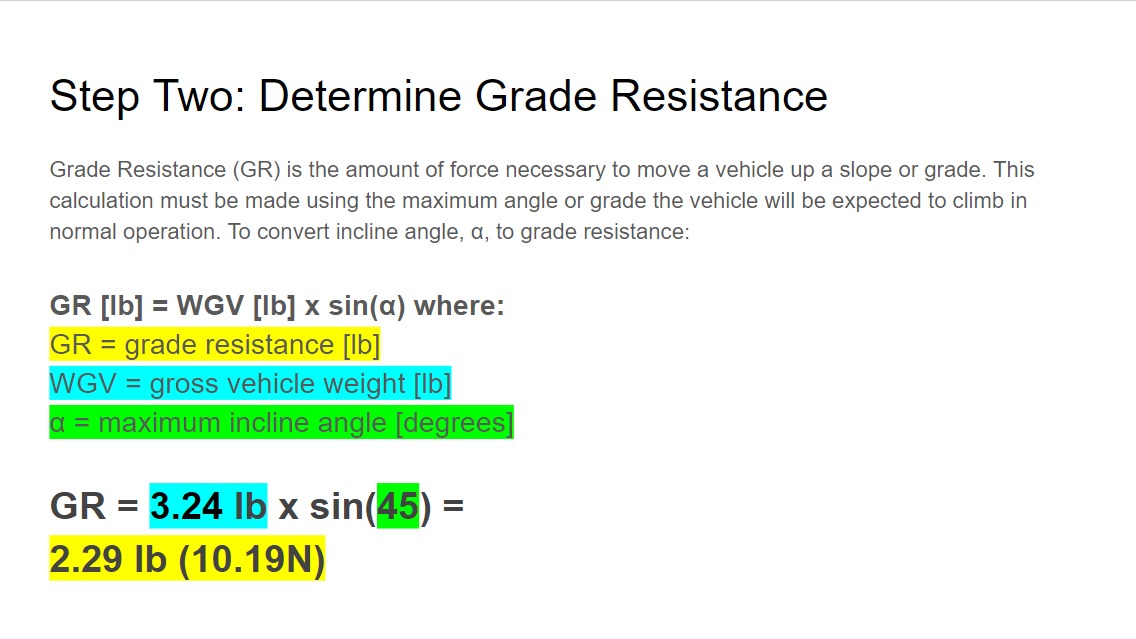 Step Two: Determine Grade Resistance
Grade Resistance (GR) is the amount of force necessary to move a vehicle up a slope or grade. This
calculation must be made using the maximum angle or grade the vehicle will be expected to climb in
normal operation. To convert incline angle, α, to grade resistance:
GR [lb] = WGV [lb] x sin(α) where:
GR = grade resistance [lb]
WGV = gross vehicle weight [lb]
α = maximum incline angle [degrees]
GR = 3.24 lb x sin(45) =
2.29 lb (10.19N)